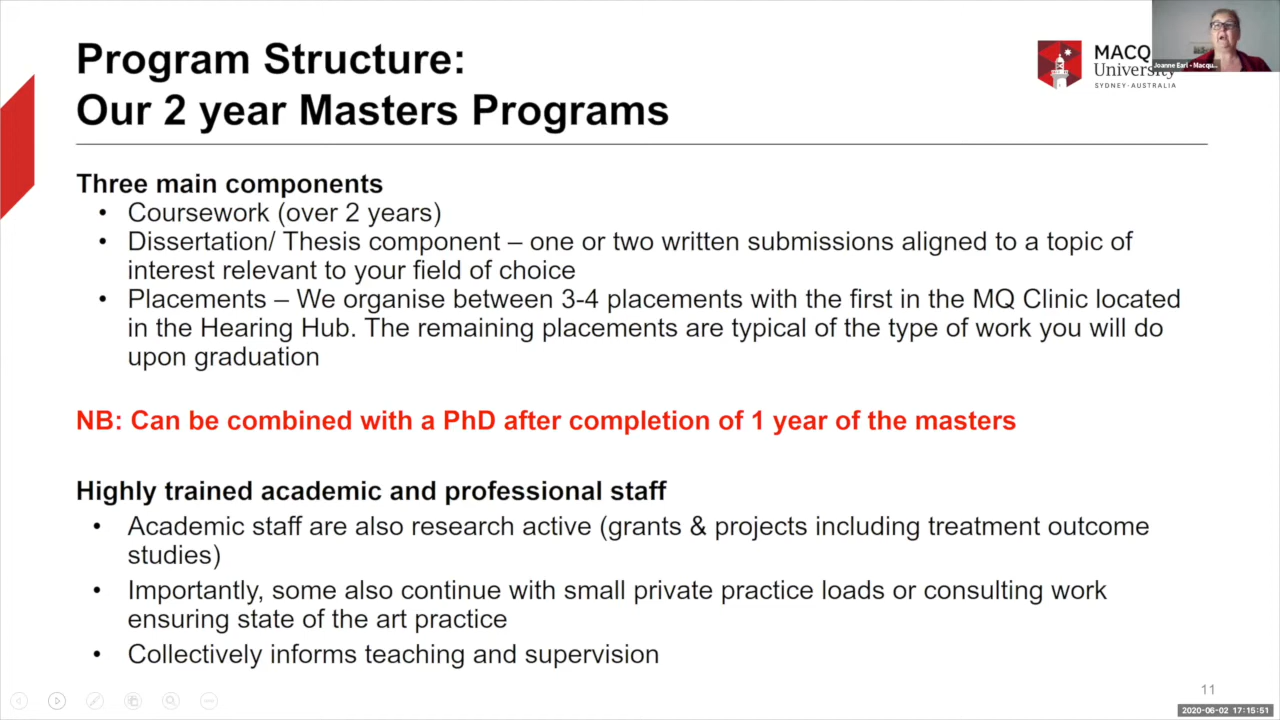 Program Structure:
Our 2 year Masters Programs
MACQ
University
SYDNEY·AUSTRALIA
Joanne Earl - Macqu...
Three main components
• Coursework (over 2 years)
• Dissertation/ Thesis component – one or two written submissions aligned to a topic of
interest relevant to your field of choice
• Placements – We organise between 3-4 placements with the first in the MQ Clinic located
in the Hearing Hub. The remaining placements are typical of the type of work you will do
upon graduation
NB: Can be combined with a PhD after completion of 1 year of the masters
Highly trained academic and professional staff
• Academic staff are also research active (grants & projects including treatment outcome
studies)
• Importantly, some also continue with small private practice loads or consulting work
ensuring state of the art practice
• Collectively informs teaching and supervision
11
2020-06-02 17:15:51